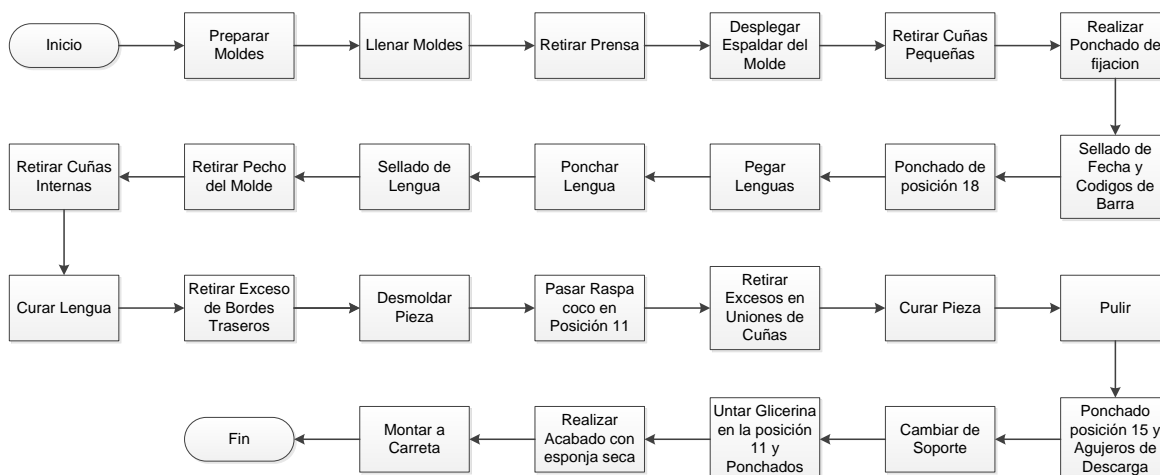 Inicio
Preparar
Moldes
Llenar Moldes
Retirar Prensa
Desplegar
Espaldar del
Molde
Retirar Cuñas
Pequeñas
Realizar
Ponchado de
fijacion
Sellado de
Fecha y
Codigos de
Barra
Ponchado de
posición 18
Pegar
Lenguas
Ponchar
Lengua
Sellado de
Lengua
Retirar Pecho
del Molde
Retirar Cuñas
Internas
Curar Lengua
Retirar Exceso
de Bordes
Traseros
Desmoldar
Pieza
Pasar Raspa
coco en
Posición 11
Retirar
Excesos en
Uniones de
Cuñas
Curar Pieza
Pulir
Ponchado
posición 15 y
Agujeros de
Descarga
Cambiar de
Soporte
Untar Glicerina
en la posición
11 y
Ponchados
Realizar
Acabado con
esponja seca
Montar a
Carreta
Fin